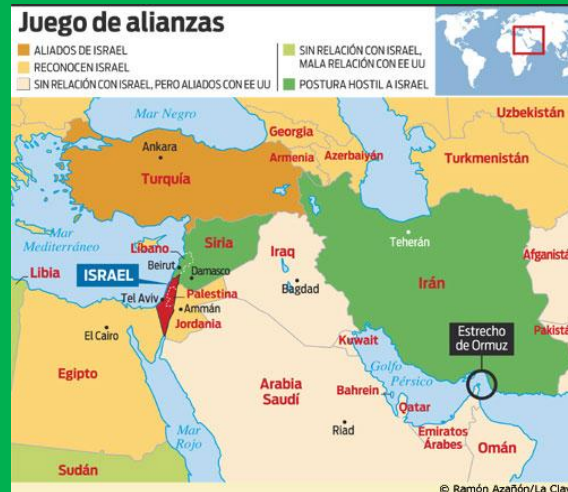 Juego de alianzas
ALIADOS DE ISRAEL
RECONOCEN ISRAEL
SIN RELACIÓN CON ISRAEL, PERO ALIADOS CON EE UU
SIN RELACIÓN CON ISRAEL,
MALA RELACIÓN CON EE UU
POSTURA HOSTIL A ISRAEL
Mar Negro
Uzbekistán
Georgia
Ankara
Armenia
Azerbaiyán
Turkmenistán
Turquía
Mar
Mediterráneo
Siria
Teherán
Líbano
Iraq
Afganistán
Libia
Beirut
Damasco
ISRAEL
Irán
Palestina
Bagdad
Tel Aviv
Ammán
Jordania
El Cairo
Estrecho
de Ormuz
Pakist
Kuwait
Egipto
Golfo
Pérsico
Arabia
Saudí
Bahrein
Qatar
Mar
Rojo
Riad
Emiratos
Árabes
Omán
Sudán
© Ramón Azañón/La Clav